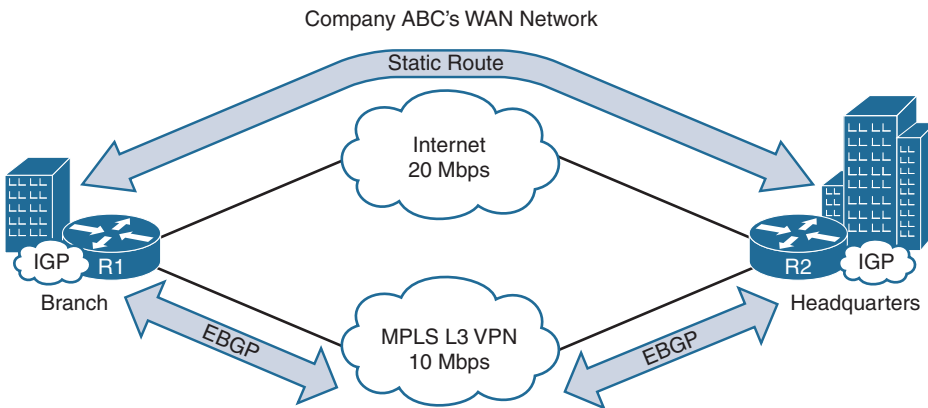 Company ABC's WAN Network
Static Route
Internet
20 Mbps
IGP
R1
R2
IGP
Branch
Headquarters
MPLS L3 VPN
10 Mbps
EBGP
EBGP